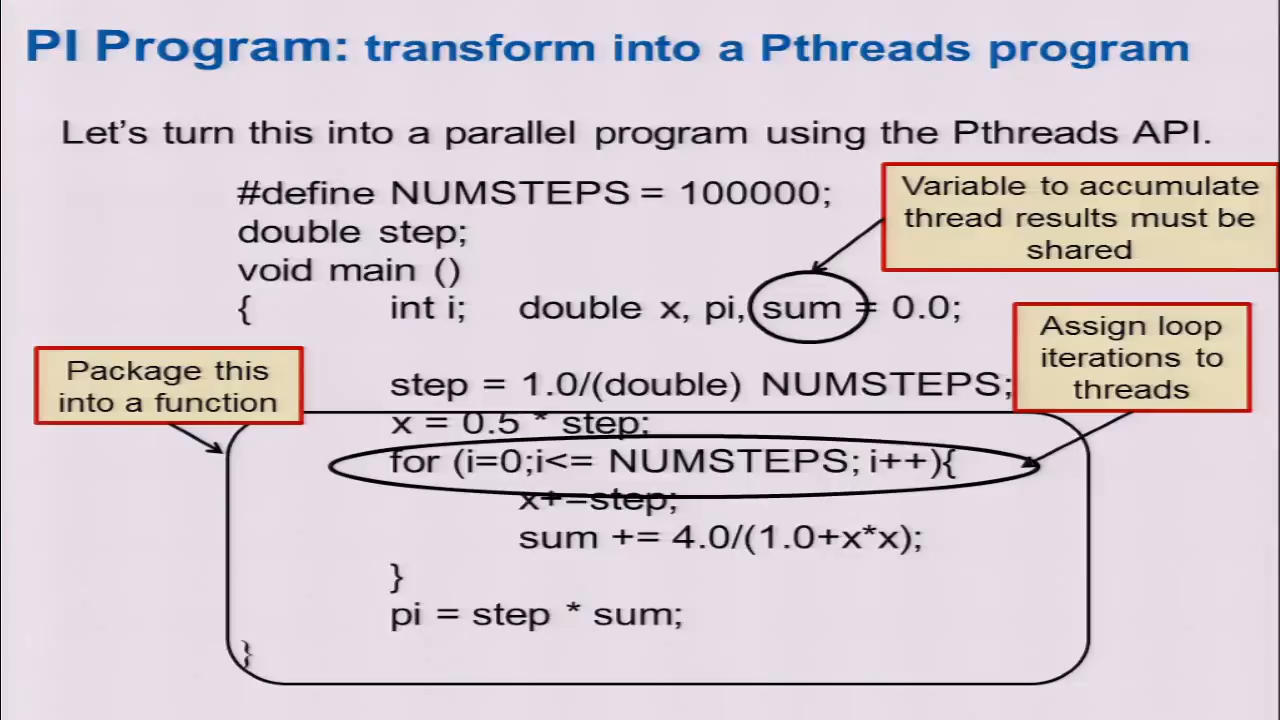 PI Program: transform into a Pthreads program
Let's turn this into a parallel program using the Pthreads API.
#define NUMSTEPS = 100000;
double step;
void main ()
{ int i; double x, pi, sum = 0.0;
Variable to accumulate
thread results must be
shared
Assign loop
iterations to
threads
Package this
into a function
step = 1.0/(double) NUMSTEPS;
x = 0.5 * step;
for (i=0;i<= NUMSTEPS; i++){
x+=step;
sum += 4.0/(1.0+x*x);
}
pi = step * sum;
}